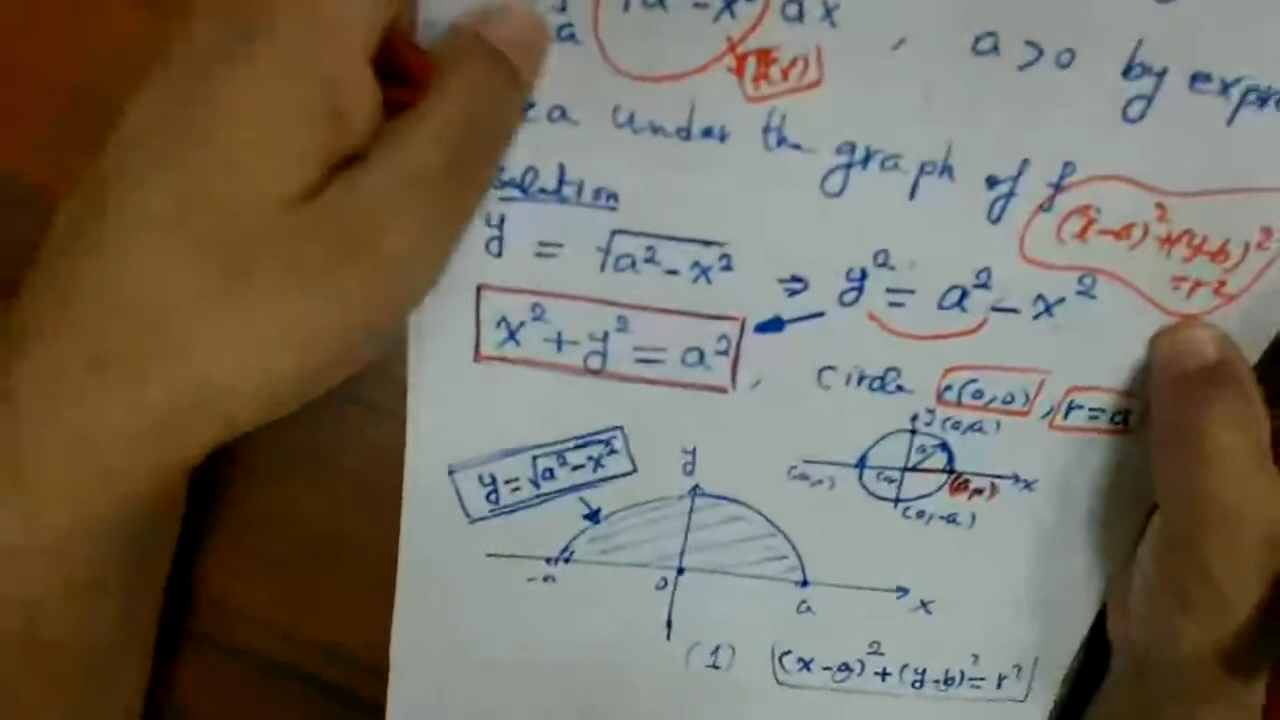 a
, a>0 by
under the graph of f
Solution
(x-a)²+(y-b)²
=r²
y = √a²-x² ⇒ y² = a²-x²
x²+y²=a², Circle c(0,0), r=a
y=√a²-x²
y
(0,a)
x
(a,0)
(0,-a)
-a
0
a
x
(1) (x-a)²+(y-b)²=r²